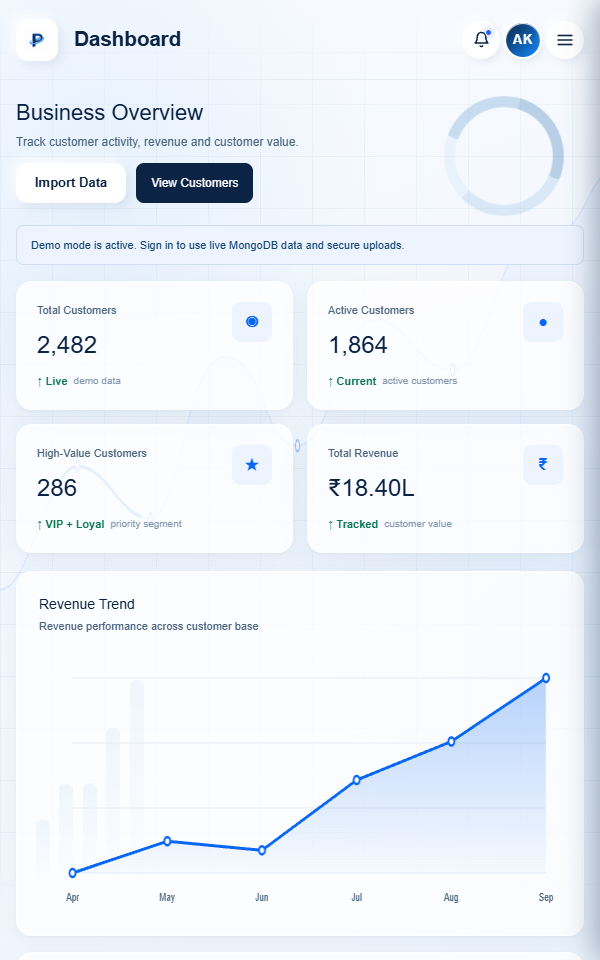 P
Dashboard
AK
Business Overview
Track customer activity, revenue and customer value.
Import Data
View Customers
Demo mode is active. Sign in to use live MongoDB data and secure uploads.
Total Customers
2,482
↑ Live demo data
Active Customers
1,864
↑ Current active customers
High-Value Customers
286
↑ VIP + Loyal priority segment
Total Revenue
₹
₹18.40L
↑ Tracked customer value
Revenue Trend
Revenue performance across customer base
Apr May Jun Jul Aug Sep